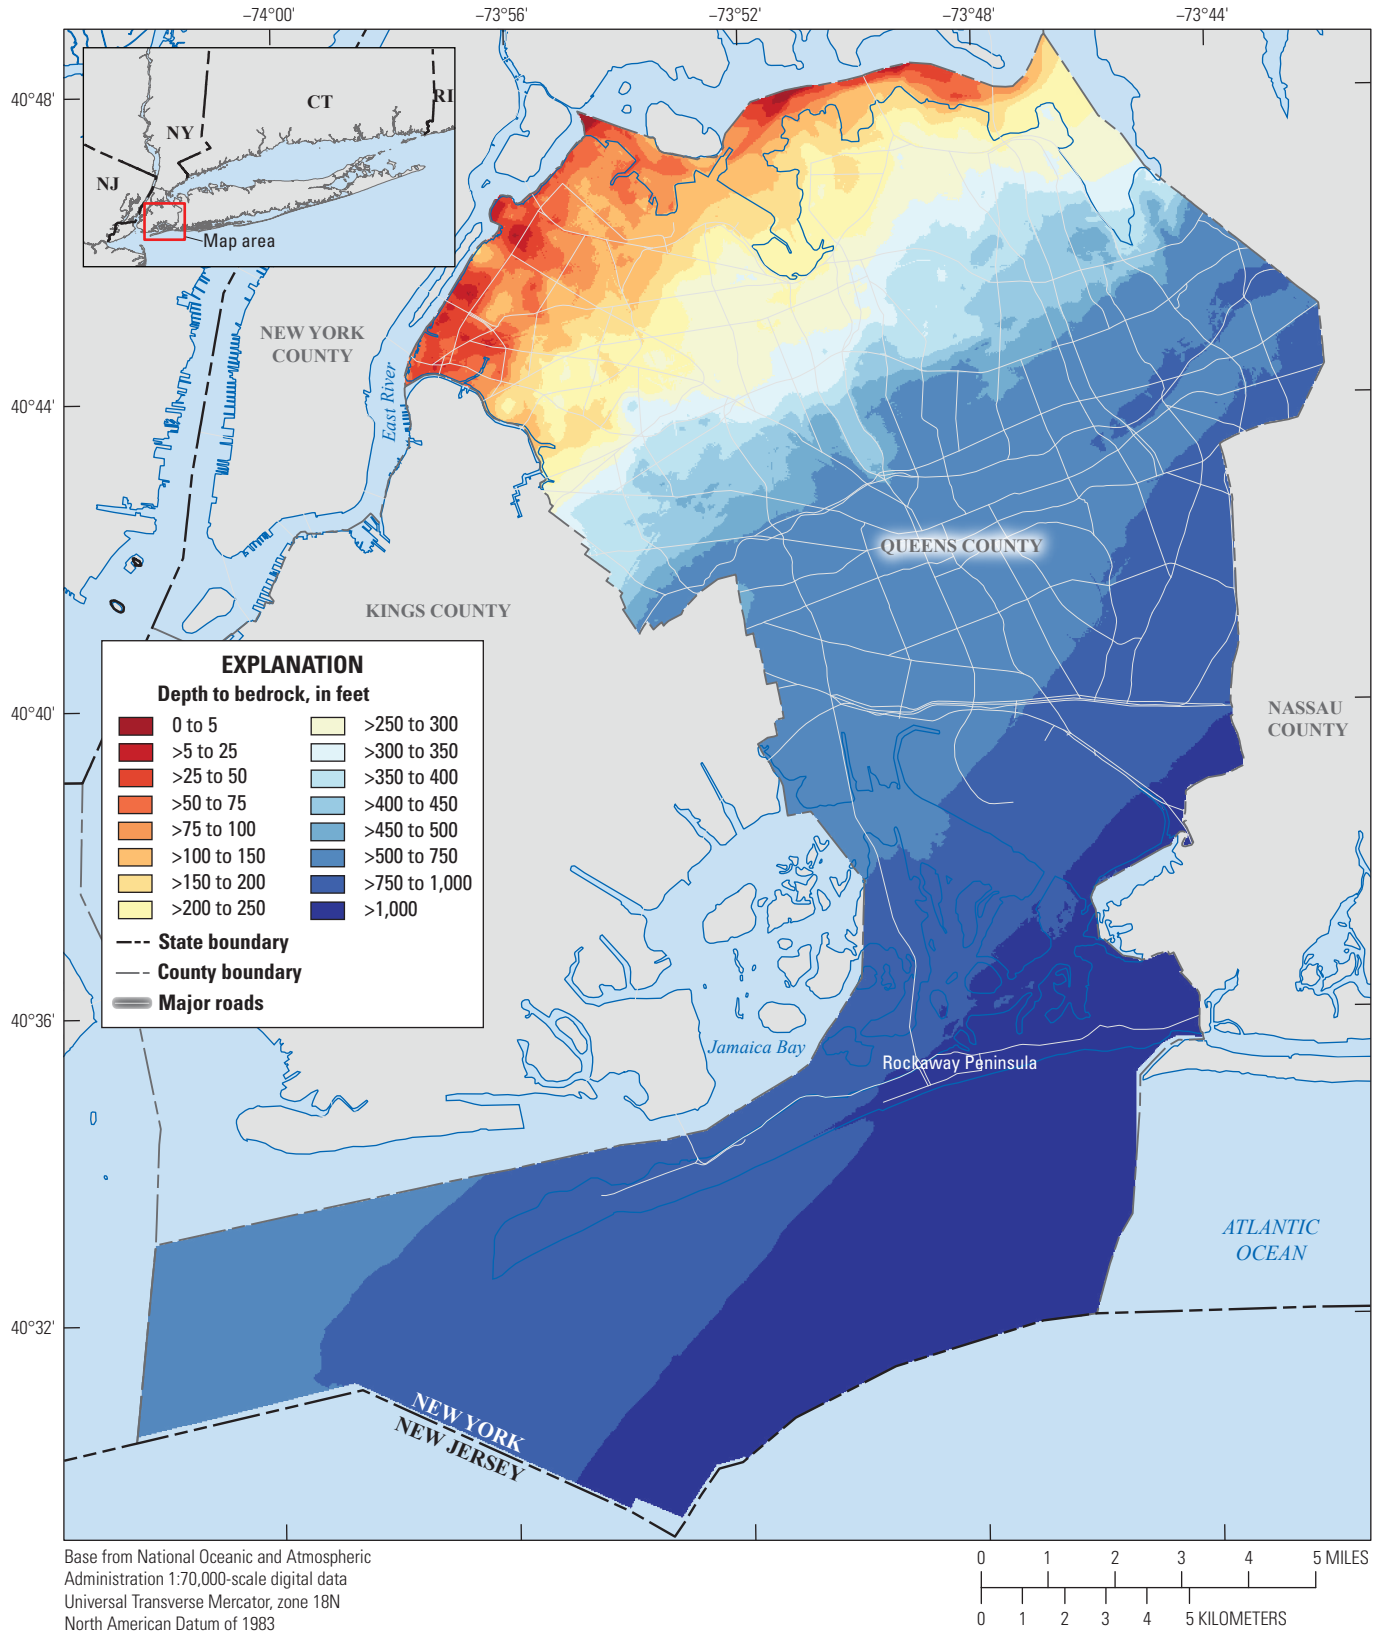 −74°00' −73°56' −73°52' −73°48' −73°44'
40°48'
40°44'
40°40'
40°36'
40°32'
CT
RI
NY
NJ
Map area
NEW YORK
COUNTY
East River
QUEENS COUNTY
KINGS COUNTY
NASSAU
COUNTY
EXPLANATION
Depth to bedrock, in feet
0 to 5
>5 to 25
>25 to 50
>50 to 75
>75 to 100
>100 to 150
>150 to 200
>200 to 250
>250 to 300
>300 to 350
>350 to 400
>400 to 450
>450 to 500
>500 to 750
>750 to 1,000
>1,000
State boundary
County boundary
Major roads
Jamaica Bay
Rockaway Peninsula
ATLANTIC
OCEAN
NEW YORK
NEW JERSEY
Base from National Oceanic and Atmospheric
Administration 1:70,000-scale digital data
Universal Transverse Mercator, zone 18N
North American Datum of 1983
0 1 2 3 4 5 MILES
0 1 2 3 4 5 KILOMETERS